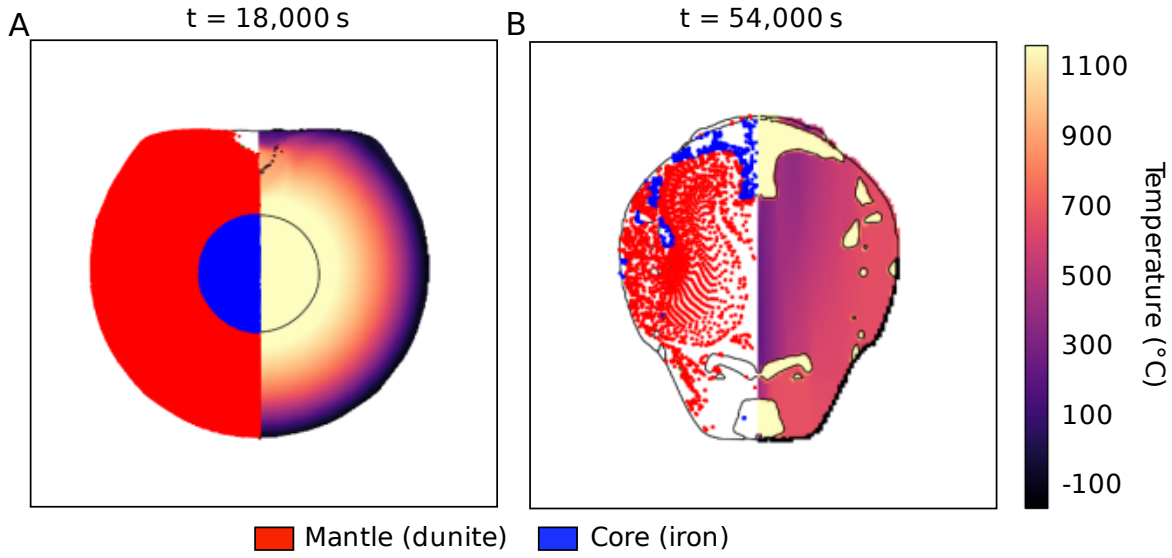 A
t = 18,000 s
B
t = 54,000 s
1100
900
700
500
300
100
-100
Temperature (°C)
Mantle (dunite)
Core (iron)